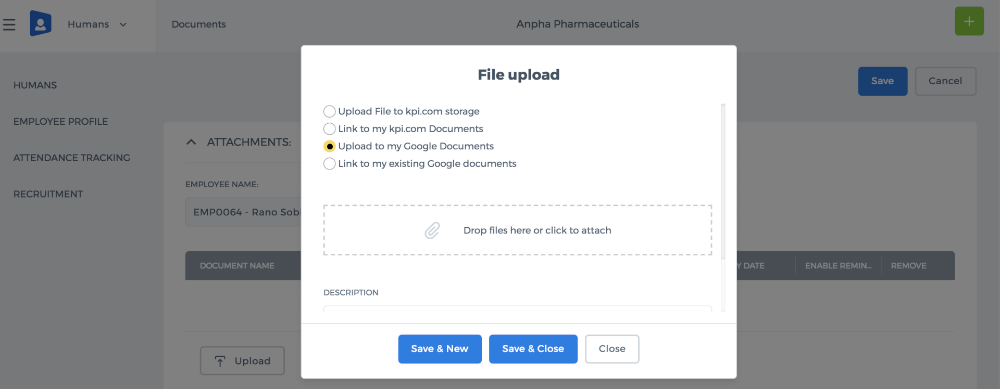 Humans
Documents
Anpha Pharmaceuticals
+
HUMANS
EMPLOYEE PROFILE
ATTENDANCE TRACKING
RECRUITMENT
Save
Cancel
ATTACHMENTS:
EMPLOYEE NAME:
EMP0064 - Rano
DOCUMENT NAME
DATE
ENABLE REMIN...
REMOVE
Upload
File upload
Upload File to kpi.com storage
Link to my kpi.com Documents
Upload to my Google Documents
Link to my existing Google documents
Drop files here or click to attach
DESCRIPTION
Save & New
Save & Close
Close